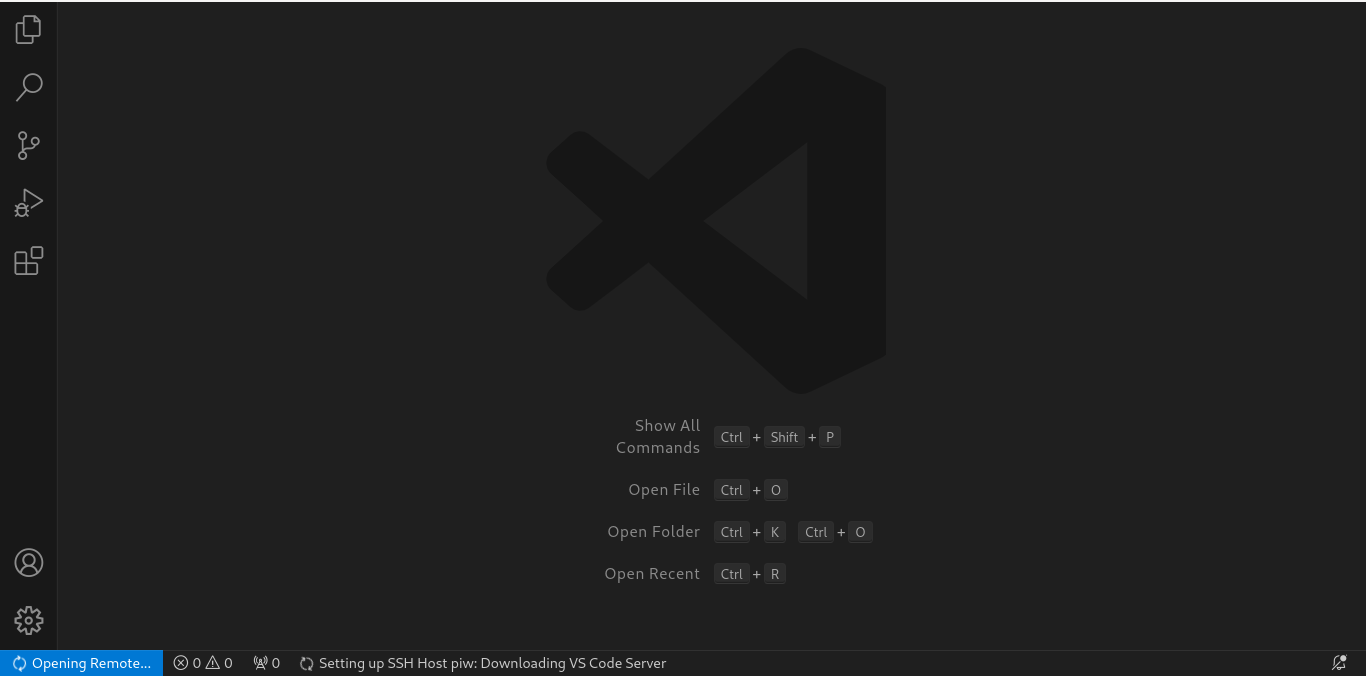 Show All
Commands
Ctrl + Shift + P
Open File Ctrl + O
Open Folder Ctrl + K Ctrl + O
Open Recent Ctrl + R
Opening Remote... 0 0 0 Setting up SSH Host piw: Downloading VS Code Server